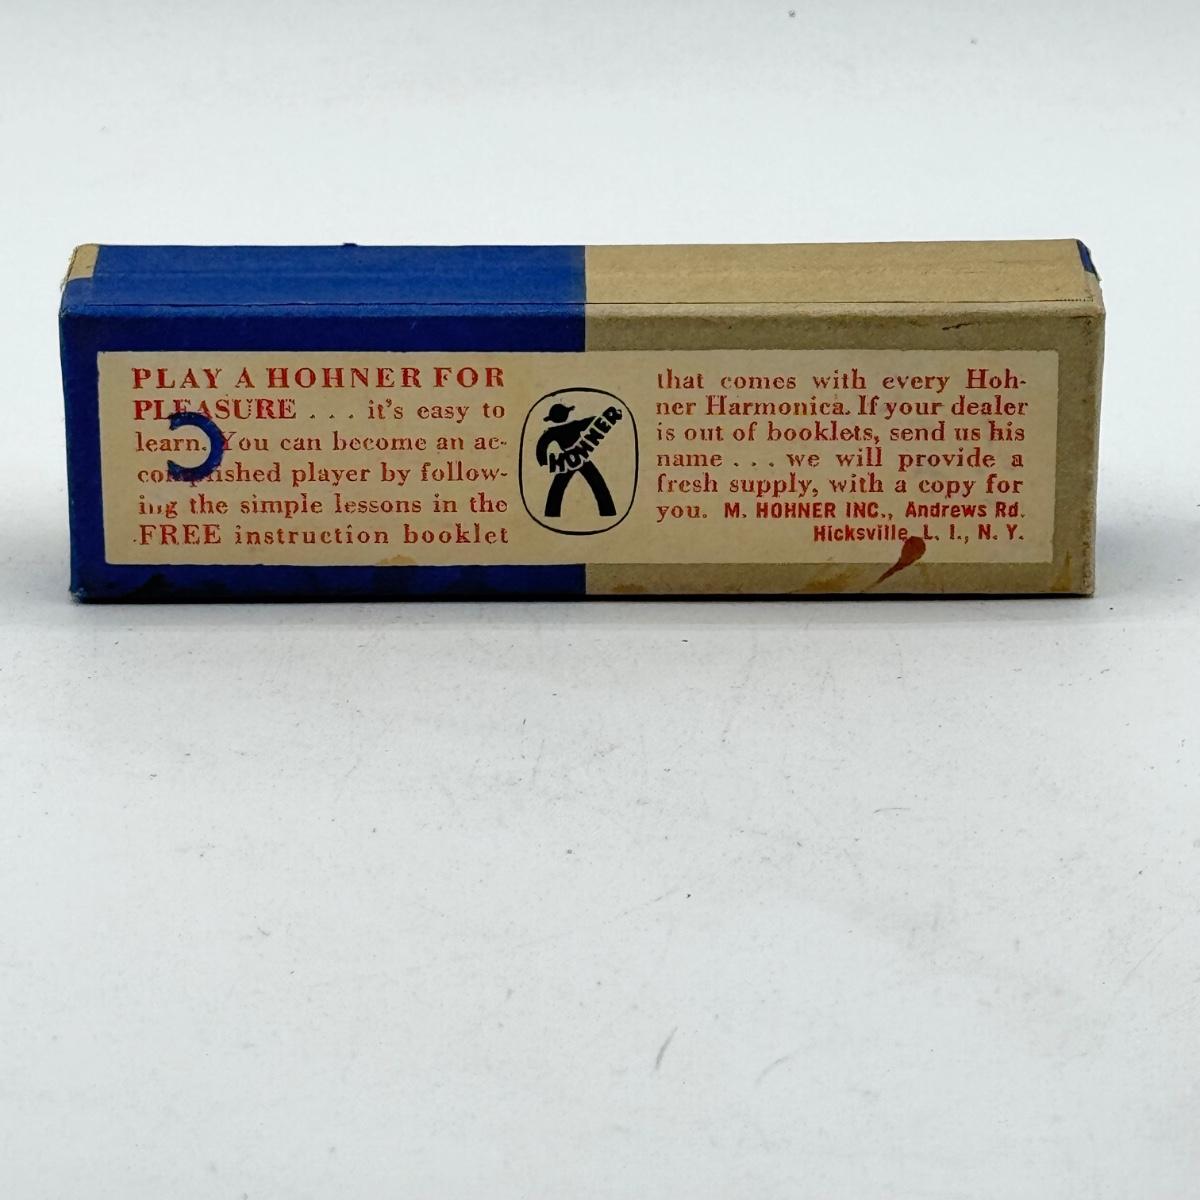 PLAY A HOHNER FOR
PLEASURE . . . it's easy to
learn. You can become an ac-
complished player by follow-
ing the simple lessons in the
FREE instruction booklet
C
HOHNER
that comes with every Hoh-
ner Harmonica. If your dealer
is out of booklets, send us his
name . . . we will provide a
fresh supply, with a copy for
you. M. HOHNER INC., Andrews Rd.
Hicksville, L. I., N. Y.